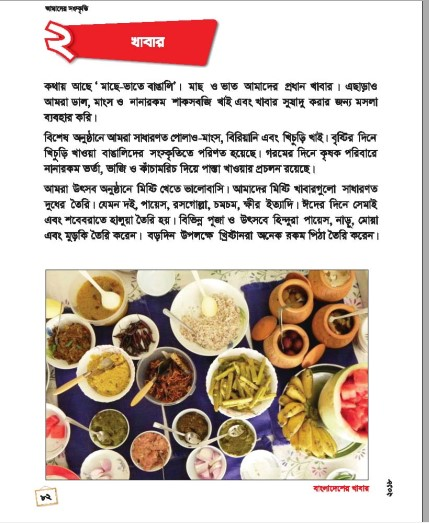 আমাদের সংস্কৃতি
২
খাবার
কথায় আছে ‘ মাছে-ভাতে বাঙালি’। মাছ ও ভাত আমাদের প্রধান খাবার । এছাড়াও
আমরা ডাল, মাংস ও নানারকম শাকসবজি খাই এবং খাবার সুস্বাদু করার জন্য মসলা
ব্যবহার করি।
বিশেষ অনুষ্ঠানে আমরা সাধারণত পোলাও-মাংস, বিরিয়ানি এবং খিচুড়ি খাই। বৃষ্টির দিনে
খিচুড়ি খাওয়া বাঙালিদের সংস্কৃতিতে পরিণত হয়েছে। গরমের দিনে কৃষক পরিবারে
নানারকম ভর্তা, ভাজি ও কাঁচামরিচ দিয়ে পান্তা খাওয়ার প্রচলন রয়েছে।
আমরা উৎসব অনুষ্ঠানে মিষ্টি খেতে ভালোবাসি। আমাদের মিষ্টি খাবারগুলো সাধারণত
দুধের তৈরি। যেমন দই, পায়েস, রসগোল্লা, চমচম, ক্ষীর ইত্যাদি। ঈদের দিনে সেমাই
এবং শবেবরাতে হালুয়া তৈরি হয়। বিভিন্ন পূজা ও উৎসবে হিন্দুরা পায়েস, নাড়ু, মোয়া
এবং মুড়কি তৈরি করেন। বড়দিন উপলক্ষে খ্রিষ্টানরা অনেক রকম পিঠা তৈরি করেন।
বাংলাদেশের খাবার
৮২
২০১৮